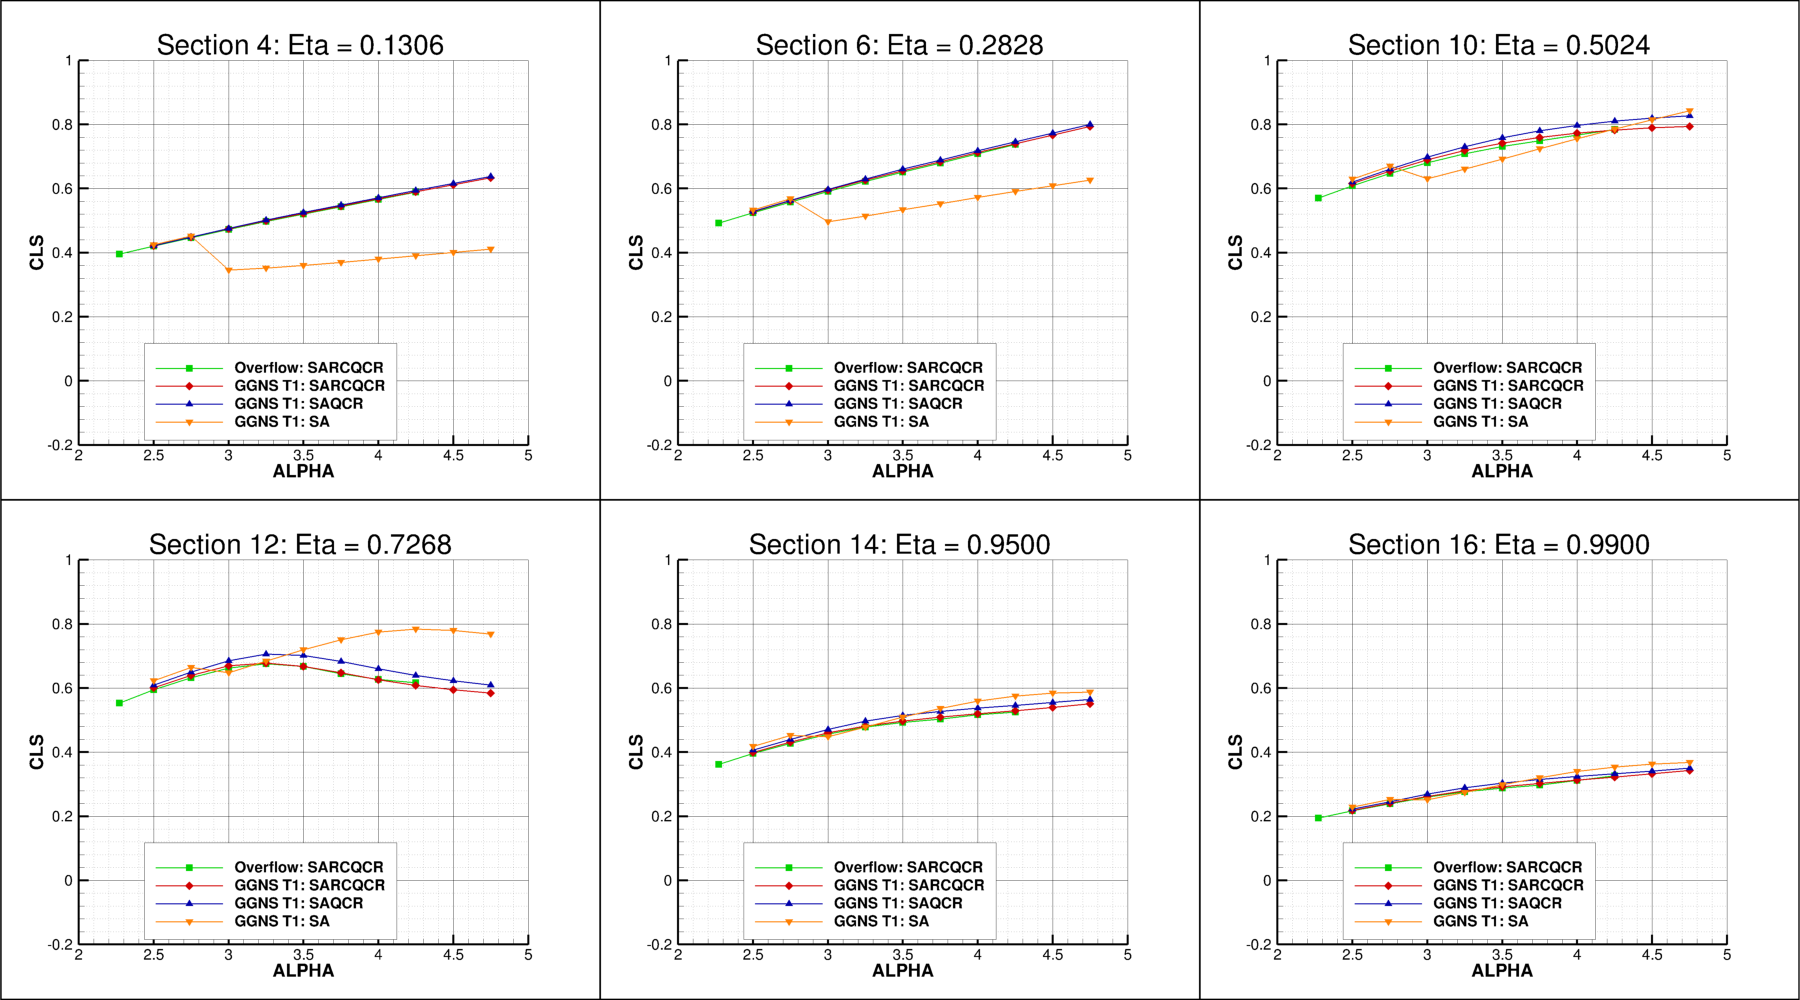 Section 4: Eta = 0.1306
1
0.8
0.6
0.4
0.2
0
-0.2
CLS
Overflow: SARCQCR
GGNS T1: SARCQCR
GGNS T1: SAQCR
GGNS T1: SA
2 2.5 3 3.5 4 4.5 5
ALPHA
Section 6: Eta = 0.2828
1
0.8
0.6
0.4
0.2
0
-0.2
CLS
Overflow: SARCQCR
GGNS T1: SARCQCR
GGNS T1: SAQCR
GGNS T1: SA
2 2.5 3 3.5 4 4.5 5
ALPHA
Section 10: Eta = 0.5024
1
0.8
0.6
0.4
0.2
0
-0.2
CLS
Overflow: SARCQCR
GGNS T1: SARCQCR
GGNS T1: SAQCR
GGNS T1: SA
2 2.5 3 3.5 4 4.5 5
ALPHA
Section 12: Eta = 0.7268
1
0.8
0.6
0.4
0.2
0
-0.2
CLS
Overflow: SARCQCR
GGNS T1: SARCQCR
GGNS T1: SAQCR
GGNS T1: SA
2 2.5 3 3.5 4 4.5 5
ALPHA
Section 14: Eta = 0.9500
1
0.8
0.6
0.4
0.2
0
-0.2
CLS
Overflow: SARCQCR
GGNS T1: SARCQCR
GGNS T1: SAQCR
GGNS T1: SA
2 2.5 3 3.5 4 4.5 5
ALPHA
Section 16: Eta = 0.9900
1
0.8
0.6
0.4
0.2
0
-0.2
CLS
Overflow: SARCQCR
GGNS T1: SARCQCR
GGNS T1: SAQCR
GGNS T1: SA
2 2.5 3 3.5 4 4.5 5
ALPHA